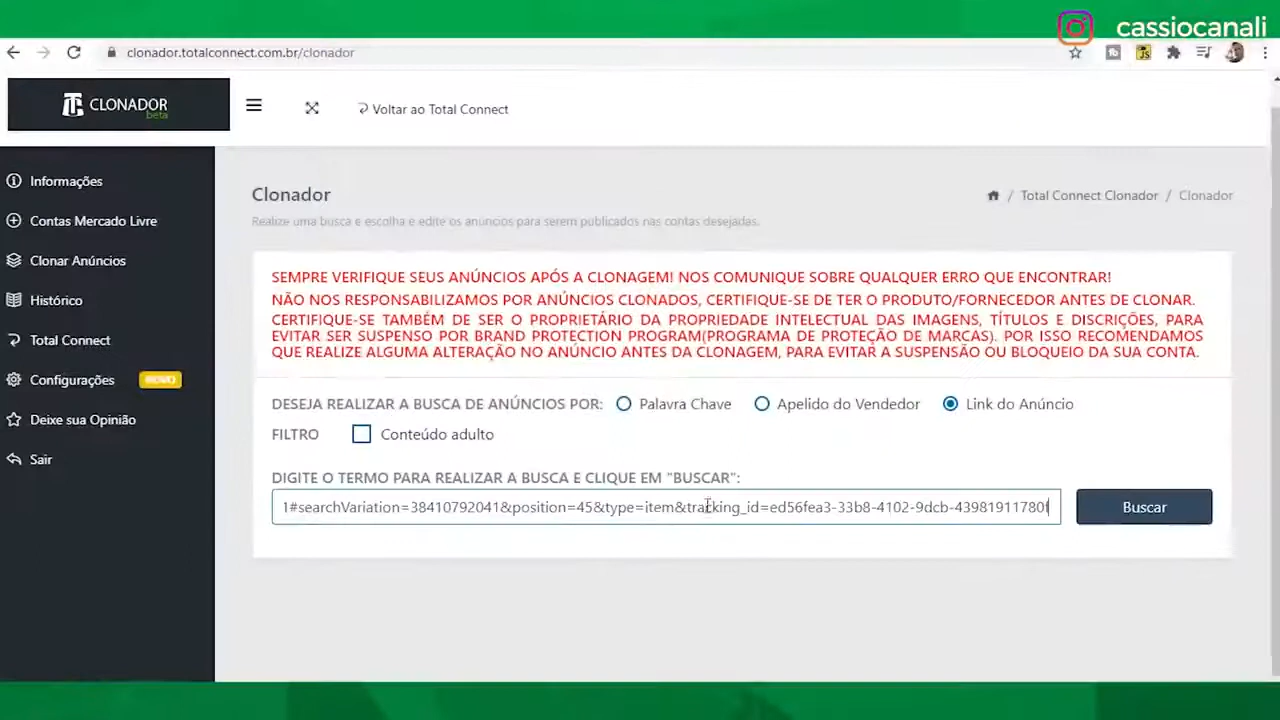 cassiocanali
clonador.totalconnect.com.br/clonador
CLONADOR
beta
Voltar ao Total Connect
Informações
Contas Mercado Livre
Clonar Anúncios
Histórico
Total Connect
Configurações NOVO
Deixe sua Opinião
Sair
Clonador
Total Connect Clonador / Clonador
Realize uma busca e escolha e edite os anúncios para serem publicados nas contas desejadas.
SEMPRE VERIFIQUE SEUS ANÚNCIOS APÓS A CLONAGEM! NOS COMUNIQUE SOBRE QUALQUER ERRO QUE ENCONTRAR!
NÃO NOS RESPONSABILIZAMOS POR ANÚNCIOS CLONADOS, CERTIFIQUE-SE DE TER O PRODUTO/FORNECEDOR ANTES DE CLONAR.
CERTIFIQUE-SE TAMBÉM DE SER O PROPRIETÁRIO DA PROPRIEDADE INTELECTUAL DAS IMAGENS, TÍTULOS E DISCRIÇÕES, PARA
EVITAR SER SUSPENSO POR BRAND PROTECTION PROGRAM(PROGRAMA DE PROTEÇÃO DE MARCAS). POR ISSO RECOMENDAMOS
QUE REALIZE ALGUMA ALTERAÇÃO NO ANÚNCIO ANTES DA CLONAGEM, PARA EVITAR A SUSPENSÃO OU BLOQUEIO DA SUA CONTA.
DESEJA REALIZAR A BUSCA DE ANÚNCIOS POR: Palavra Chave Apelido do Vendedor Link do Anúncio
FILTRO Conteúdo adulto
DIGITE O TERMO PARA REALIZAR A BUSCA E CLIQUE EM "BUSCAR":
1#searchVariation=38410792041&position=45&type=item&tracking_id=ed56fea3-33b8-4102-9dcb-43981911780f
Buscar